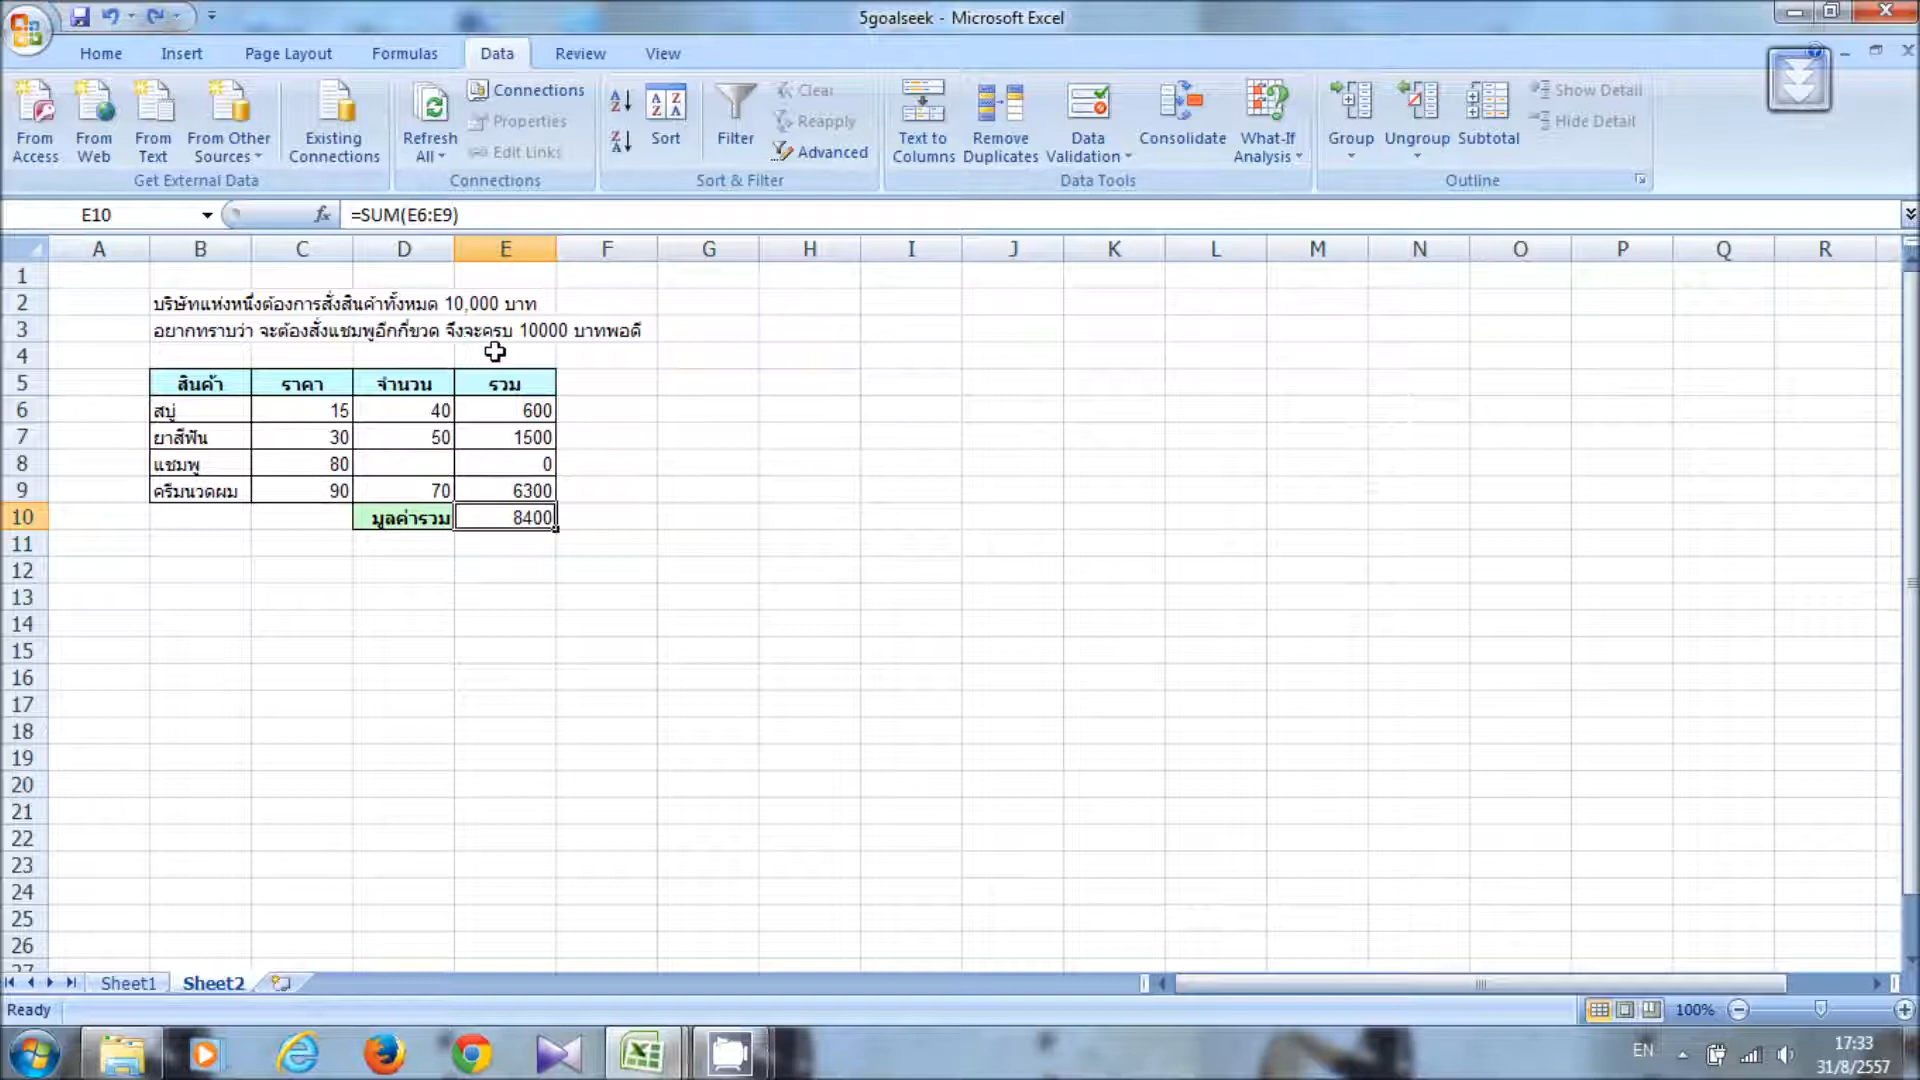 5goalseek - Microsoft Excel
Home Insert Page Layout Formulas Data Review View
From Access
From Web
From Text
From Other Sources
Existing Connections
Get External Data
Refresh All
Connections
Properties
Edit Links
Connections
Sort
Filter
Clear
Reapply
Advanced
Sort & Filter
Text to Columns
Remove Duplicates
Data Validation
Consolidate
What-If Analysis
Data Tools
Group
Ungroup
Subtotal
Show Detail
Hide Detail
Outline
E10 fx =SUM(E6:E9)
A B C D E F G H I J K L M N O P Q R
1
2 บริษัทแห่งหนึ่งต้องการสั่งสินค้าทั้งหมด 10,000 บาท
3 อยากทราบว่า จะต้องสั่งแชมพูอีกกี่ขวด จึงจะครบ 10000 บาทพอดี
4
5 สินค้า ราคา จำนวน รวม
6 สบู่ 15 40 600
7 ยาสีฟัน 30 50 1500
8 แชมพู 80 0
9 ครีมนวดผม 90 70 6300
10 มูลค่ารวม 8400
11
12
13
14
15
16
17
18
19
20
21
22
23
24
25
26
27
Sheet1 Sheet2
Ready 100%
EN 17:33
31/8/2557